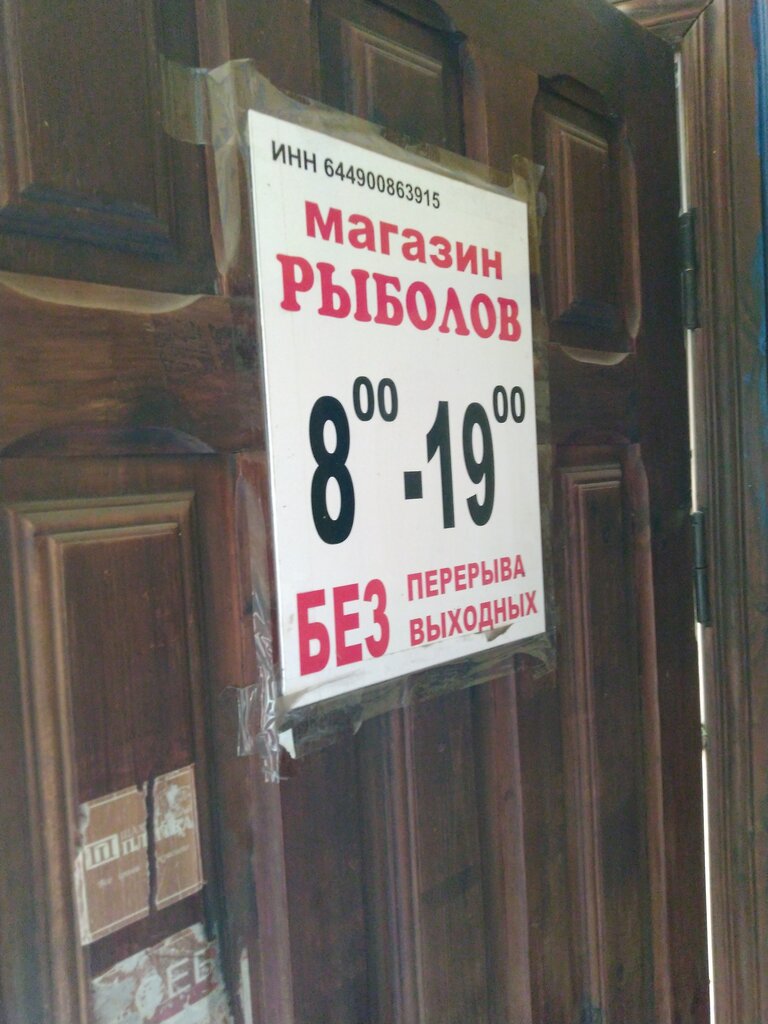 ИНН 644900863915
магазин
РЫБОЛОВ
8⁰⁰-19⁰⁰
БЕЗ ПЕРЕРЫВА
ВЫХОДНЫХ